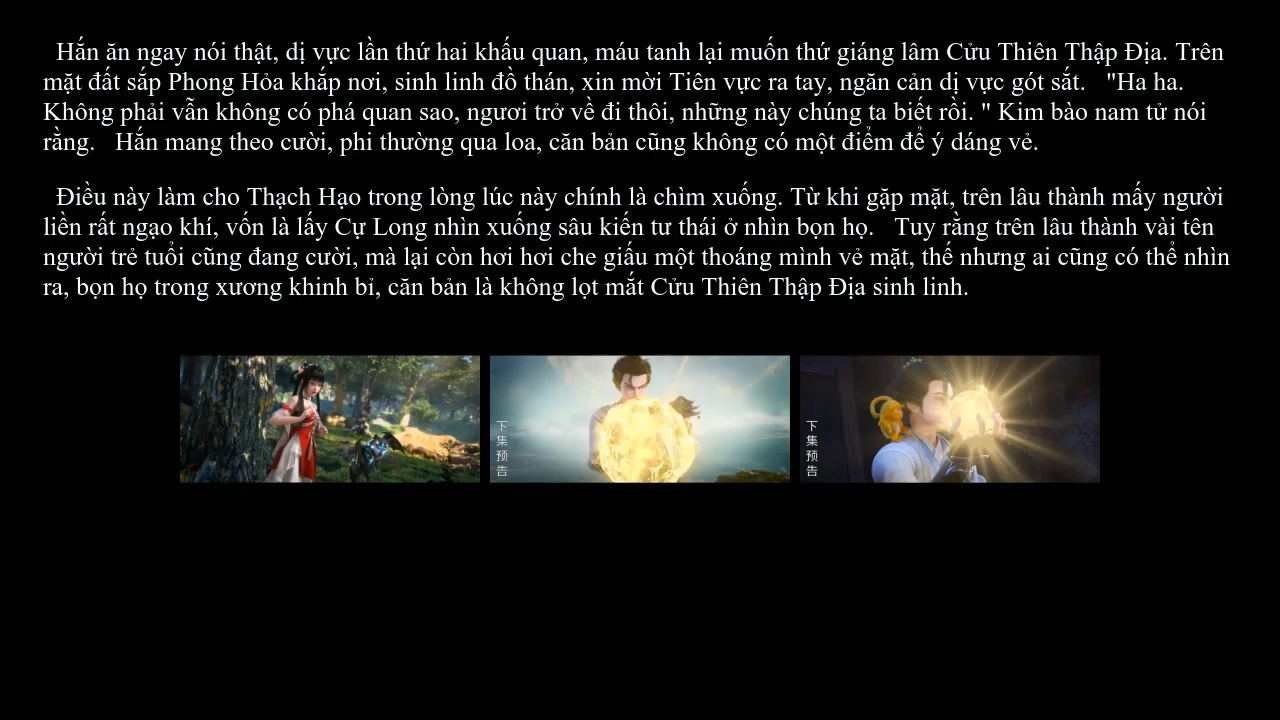 Hắn ăn ngay nói thật, dị vực lần thứ hai khấu quan, máu tanh lại muốn thứ giáng lâm Cửu Thiên Thập Địa. Trên
mặt đất sắp Phong Hỏa khắp nơi, sinh linh đồ thán, xin mời Tiên vực ra tay, ngăn cản dị vực gót sắt.   "Ha ha.
Không phải vẫn không có phá quan sao, ngươi trở về đi thôi, những này chúng ta biết rồi. " Kim bào nam tử nói
rằng.   Hắn mang theo cười, phi thường qua loa, căn bản cũng không có một điểm để ý dáng vẻ.
Điều này làm cho Thạch Hạo trong lòng lúc này chính là chìm xuống. Từ khi gặp mặt, trên lâu thành mấy người
liền rất ngạo khí, vốn là lấy Cự Long nhìn xuống sâu kiến tư thái ở nhìn bọn họ.   Tuy rằng trên lâu thành vài tên
người trẻ tuổi cũng đang cười, mà lại còn hơi hơi che giấu một thoáng mình vẻ mặt, thế nhưng ai cũng có thể nhìn
ra, bọn họ trong xương khinh bỉ, căn bản là không lọt mắt Cửu Thiên Thập Địa sinh linh.
下集预告
下集预告